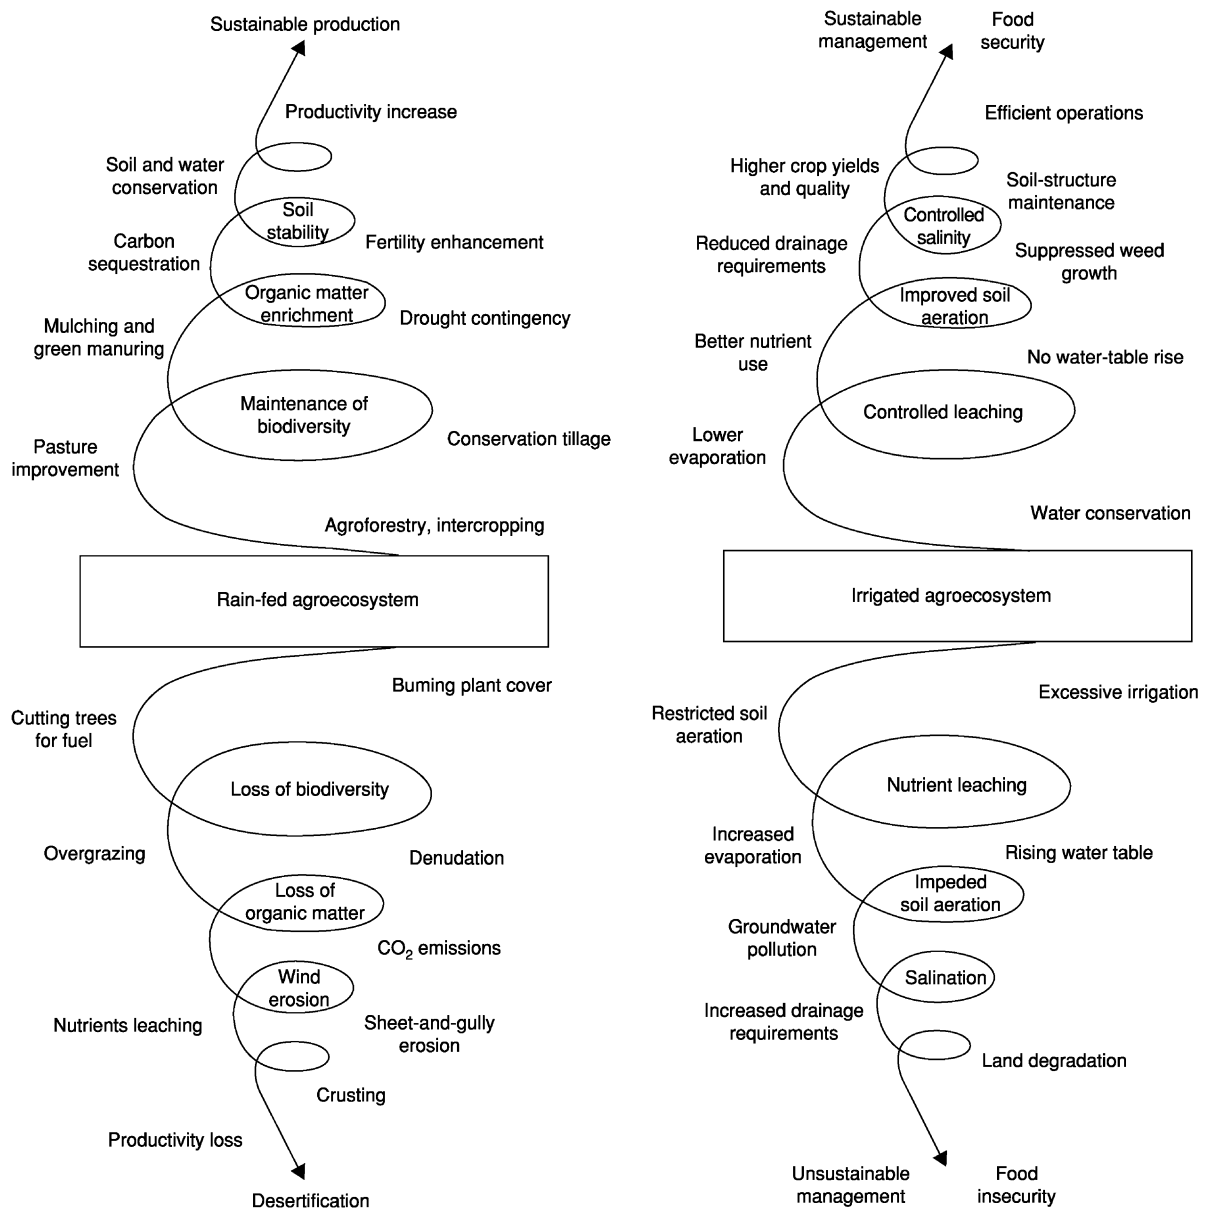 Sustainable production
Productivity increase
Soil and water
conservation
Soil
stability
Fertility enhancement
Carbon
sequestration
Organic matter
enrichment
Drought contingency
Mulching and
green manuring
Maintenance of
biodiversity
Conservation tillage
Pasture
improvement
Agroforestry, intercropping
Rain-fed agroecosystem
Burning plant cover
Cutting trees
for fuel
Loss of biodiversity
Overgrazing
Denudation
Loss of
organic matter
CO₂ emissions
Wind
erosion
Nutrients leaching
Sheet-and-gully
erosion
Crusting
Productivity loss
Desertification
Sustainable
management
Food
security
Efficient operations
Higher crop yields
and quality
Soil-structure
maintenance
Controlled
salinity
Reduced drainage
requirements
Suppressed weed
growth
Improved soil
aeration
Better nutrient
use
No water-table rise
Controlled leaching
Lower
evaporation
Water conservation
Irrigated agroecosystem
Excessive irrigation
Restricted soil
aeration
Nutrient leaching
Increased
evaporation
Rising water table
Impeded
soil aeration
Groundwater
pollution
Salination
Increased drainage
requirements
Land degradation
Unsustainable
management
Food
insecurity